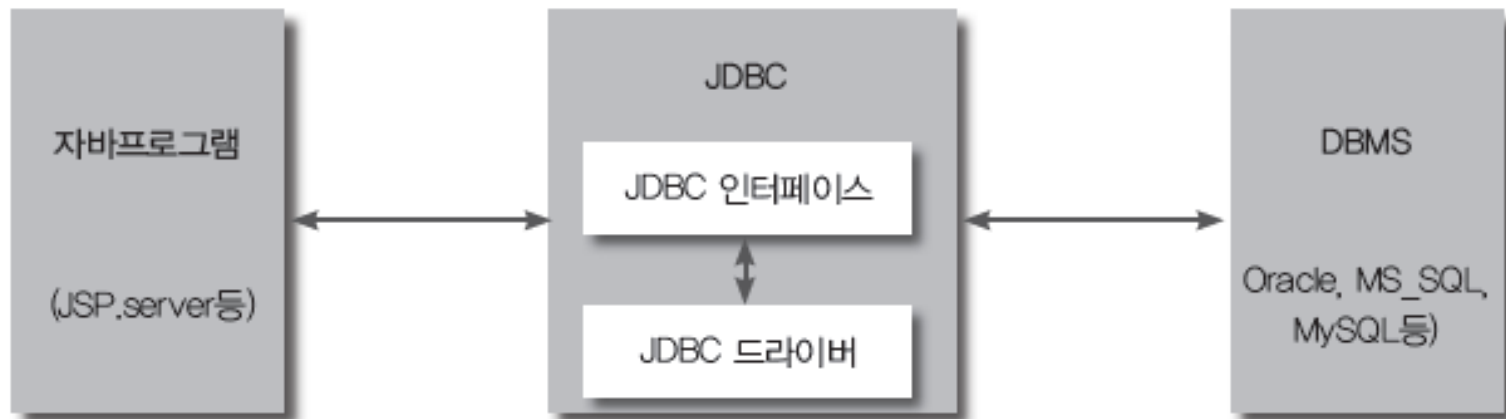 자바프로그램
(JSP.server등)
JDBC
JDBC 인터페이스
JDBC 드라이버
DBMS
Oracle, MS_SQL,
MySQL등)